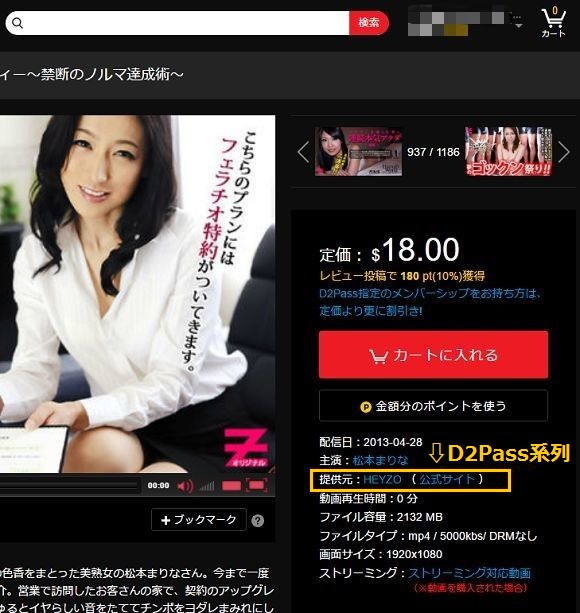 検索
0
カート
ィー～禁断のノルマ達成術～
こちらのプランには
フェラチオ特約が
ついてきます。
オリジナル
00:00
+ ブックマーク ?
の色香をまとった美熟女の松本まりなさん。今まで一度
介。営業で訪問したお客さんの家で、契約のアップグレ
ゅるとイヤらしい音をたててチンポをヨダレまみれにし
937 / 1186
ゴックン祭り!!
定価：$18.00
レビュー投稿で 180 pt(10%)獲得
D2Pass指定のメンバーシップをお持ち方は、
定価より更に割引き!
カートに入れる
P 金額分のポイントを使う
配信日：2013-04-28
⇩D2Pass系列
主演：松本まりな
提供元：HEYZO （ 公式サイト ）
動画再生時間：0 分
ファイル容量：2132 MB
ファイルタイプ：mp4 / 5000kbs/ DRMなし
画面サイズ：1920x1080
ストリーミング：ストリーミング対応動画
（※動画を購入された場合）